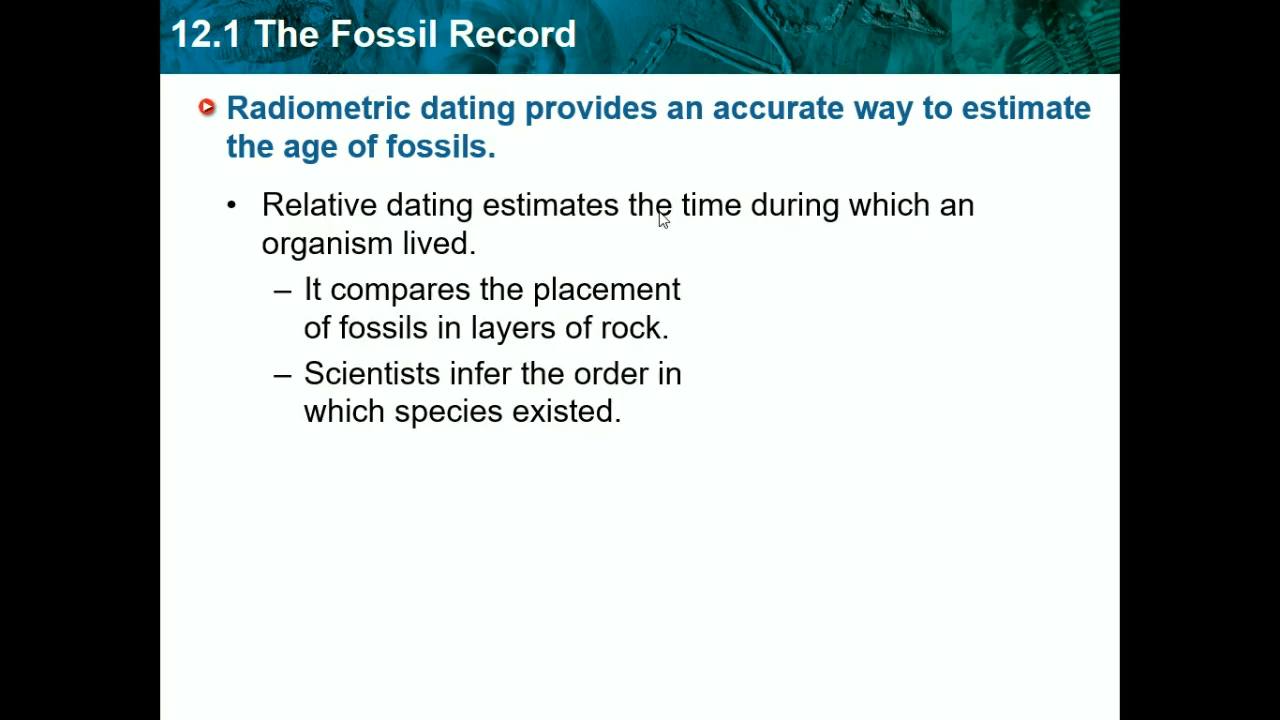 12.1 The Fossil Record
Radiometric dating provides an accurate way to estimate
the age of fossils.
• Relative dating estimates the time during which an
organism lived.
– It compares the placement
of fossils in layers of rock.
– Scientists infer the order in
which species existed.